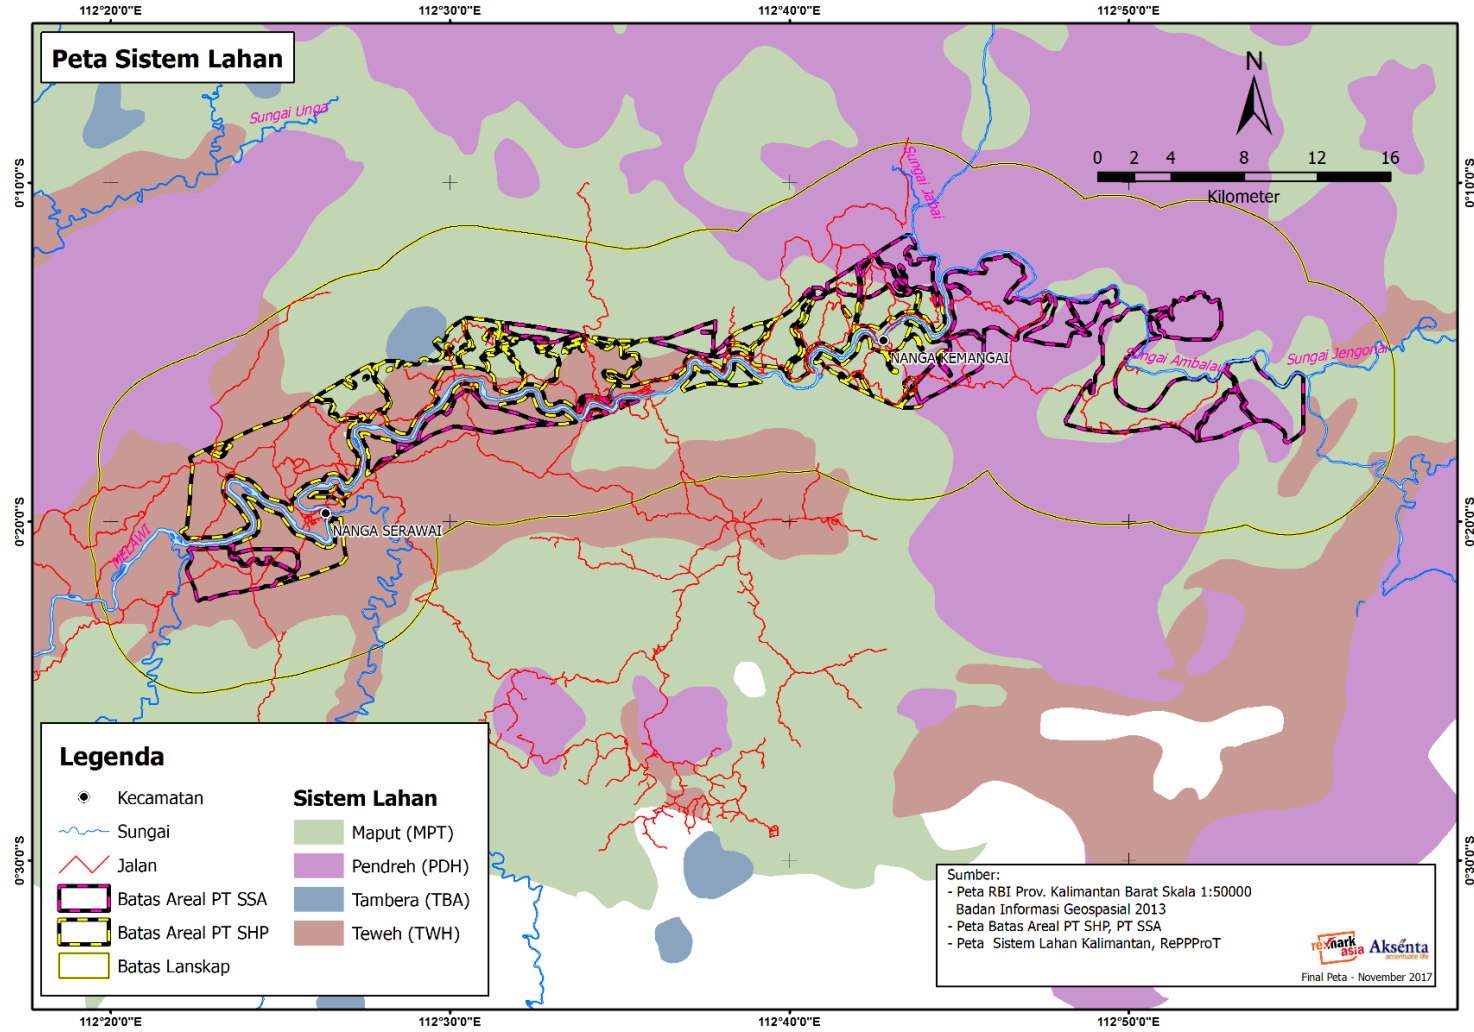 112°20'0"E 112°30'0"E 112°40'0"E 112°50'0"E
Peta Sistem Lahan
N
0 2 4 8 12 16
Kilometer
0°10'0"S 0°10'0"S
Sungai Unga
Sungai Jabai
NANGA KEMANGAI
Sungai Ambalau
Sungai Jengonai
0°20'0"S 0°20'0"S
NANGA SERAWAI
MELAWI
Legenda
Kecamatan
Sungai
Jalan
Batas Areal PT SSA
Batas Areal PT SHP
Batas Lanskap
Sistem Lahan
Maput (MPT)
Pendreh (PDH)
Tambera (TBA)
Teweh (TWH)
0°30'0"S 0°30'0"S
Sumber:
- Peta RBI Prov. Kalimantan Barat Skala 1:50000
Badan Informasi Geospasial 2013
- Peta Batas Areal PT SHP, PT SSA
- Peta Sistem Lahan Kalimantan, RePPProT
remark
asia
Aksenta
accentuate life
Final Peta - November 2017
112°20'0"E 112°30'0"E 112°40'0"E 112°50'0"E